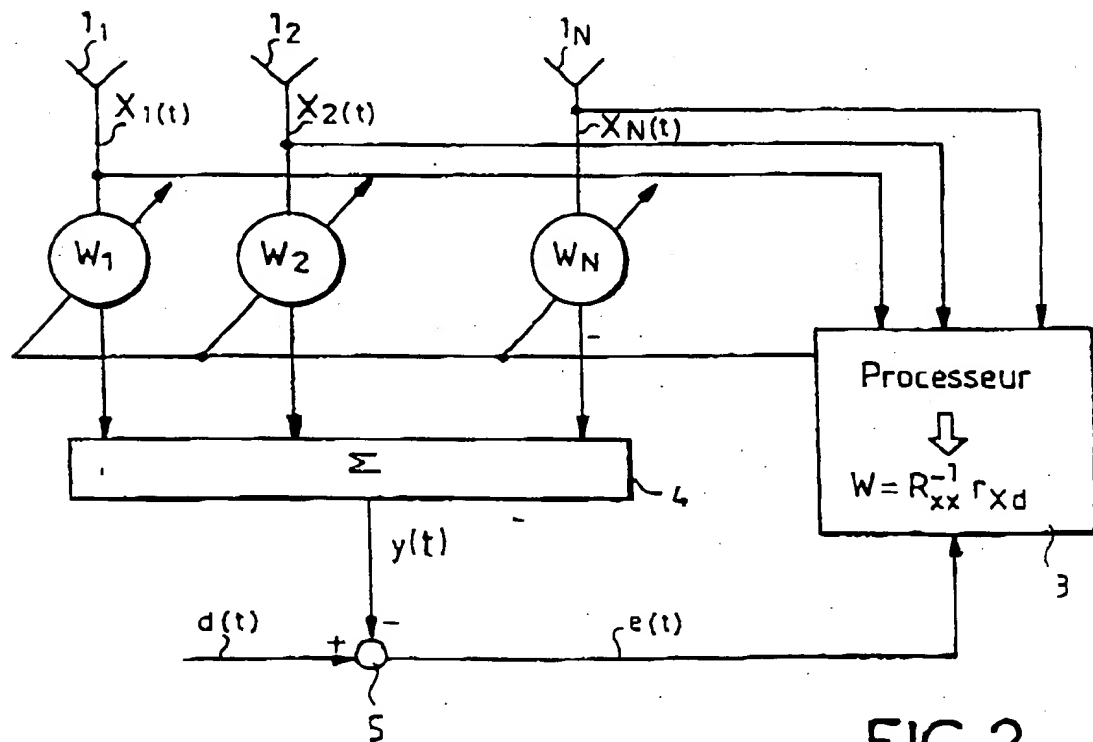 1₁ 1₂ 1N
X₁(t) X₂(t) XN(t)
W₁ W₂ WN
Processeur
⇩
W = R⁻¹xx rxd
3
Σ
4
y(t)
d(t) + - e(t)
5
FIG. 2